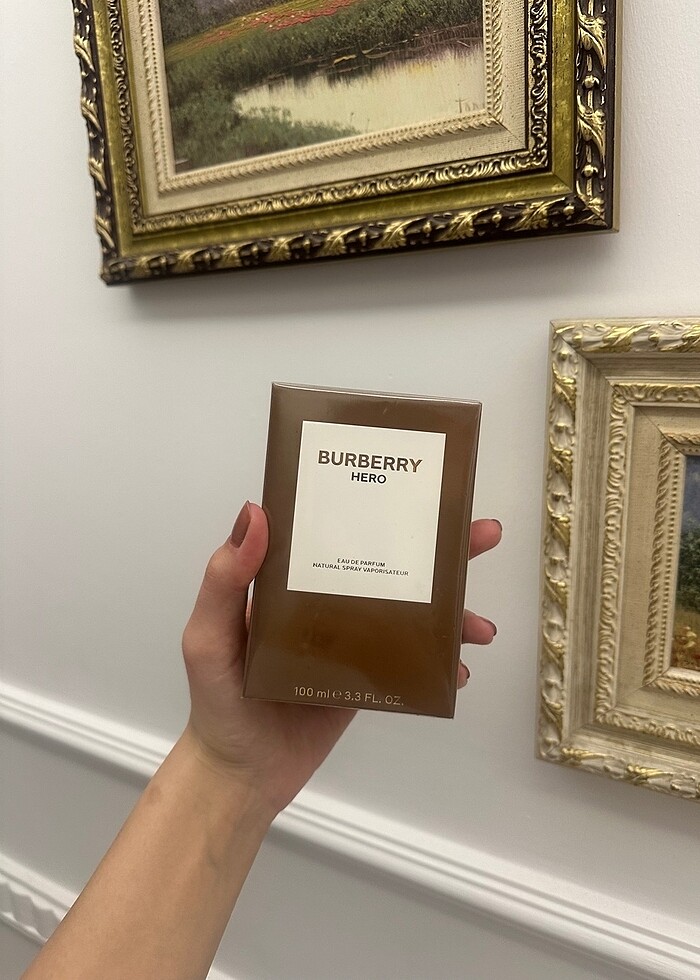 BURBERRY
HERO
EAU DE PARFUM
NATURAL SPRAY VAPORISATEUR
100 ml ℮ 3.3 FL. OZ.